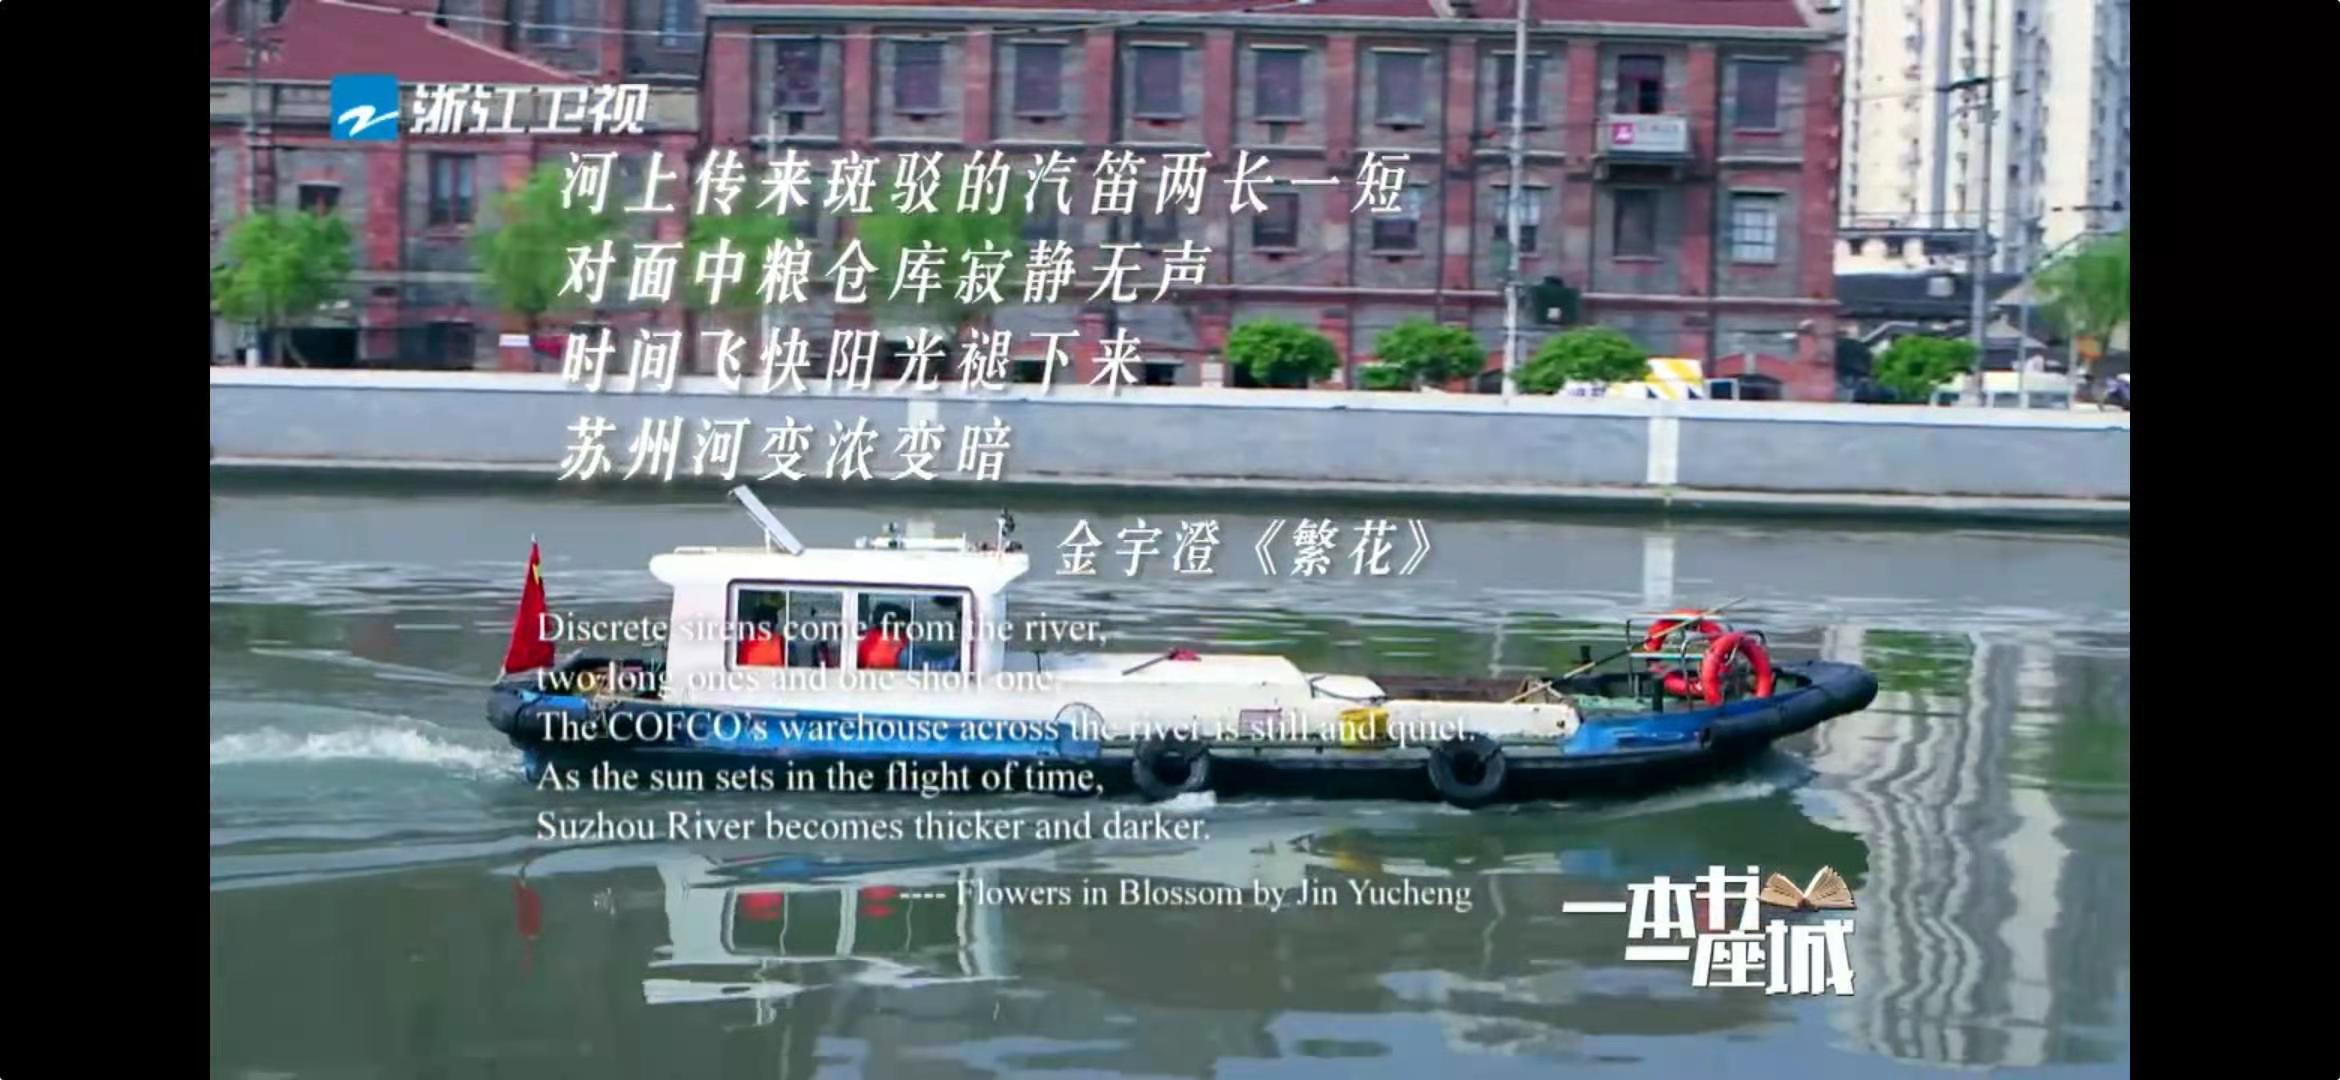 浙江卫视
河上传来斑驳的汽笛两长一短
对面中粮仓库寂静无声
时间飞快阳光褪下来
苏州河变浓变暗
金宇澄《繁花》
Discrete sirens come from the river,
two long ones and one short one.
The COFCO's warehouse across the river is still and quiet.
As the sun sets in the flight of time,
Suzhou River becomes thicker and darker.
---- Flowers in Blossom by Jin Yucheng
一本书
一座城